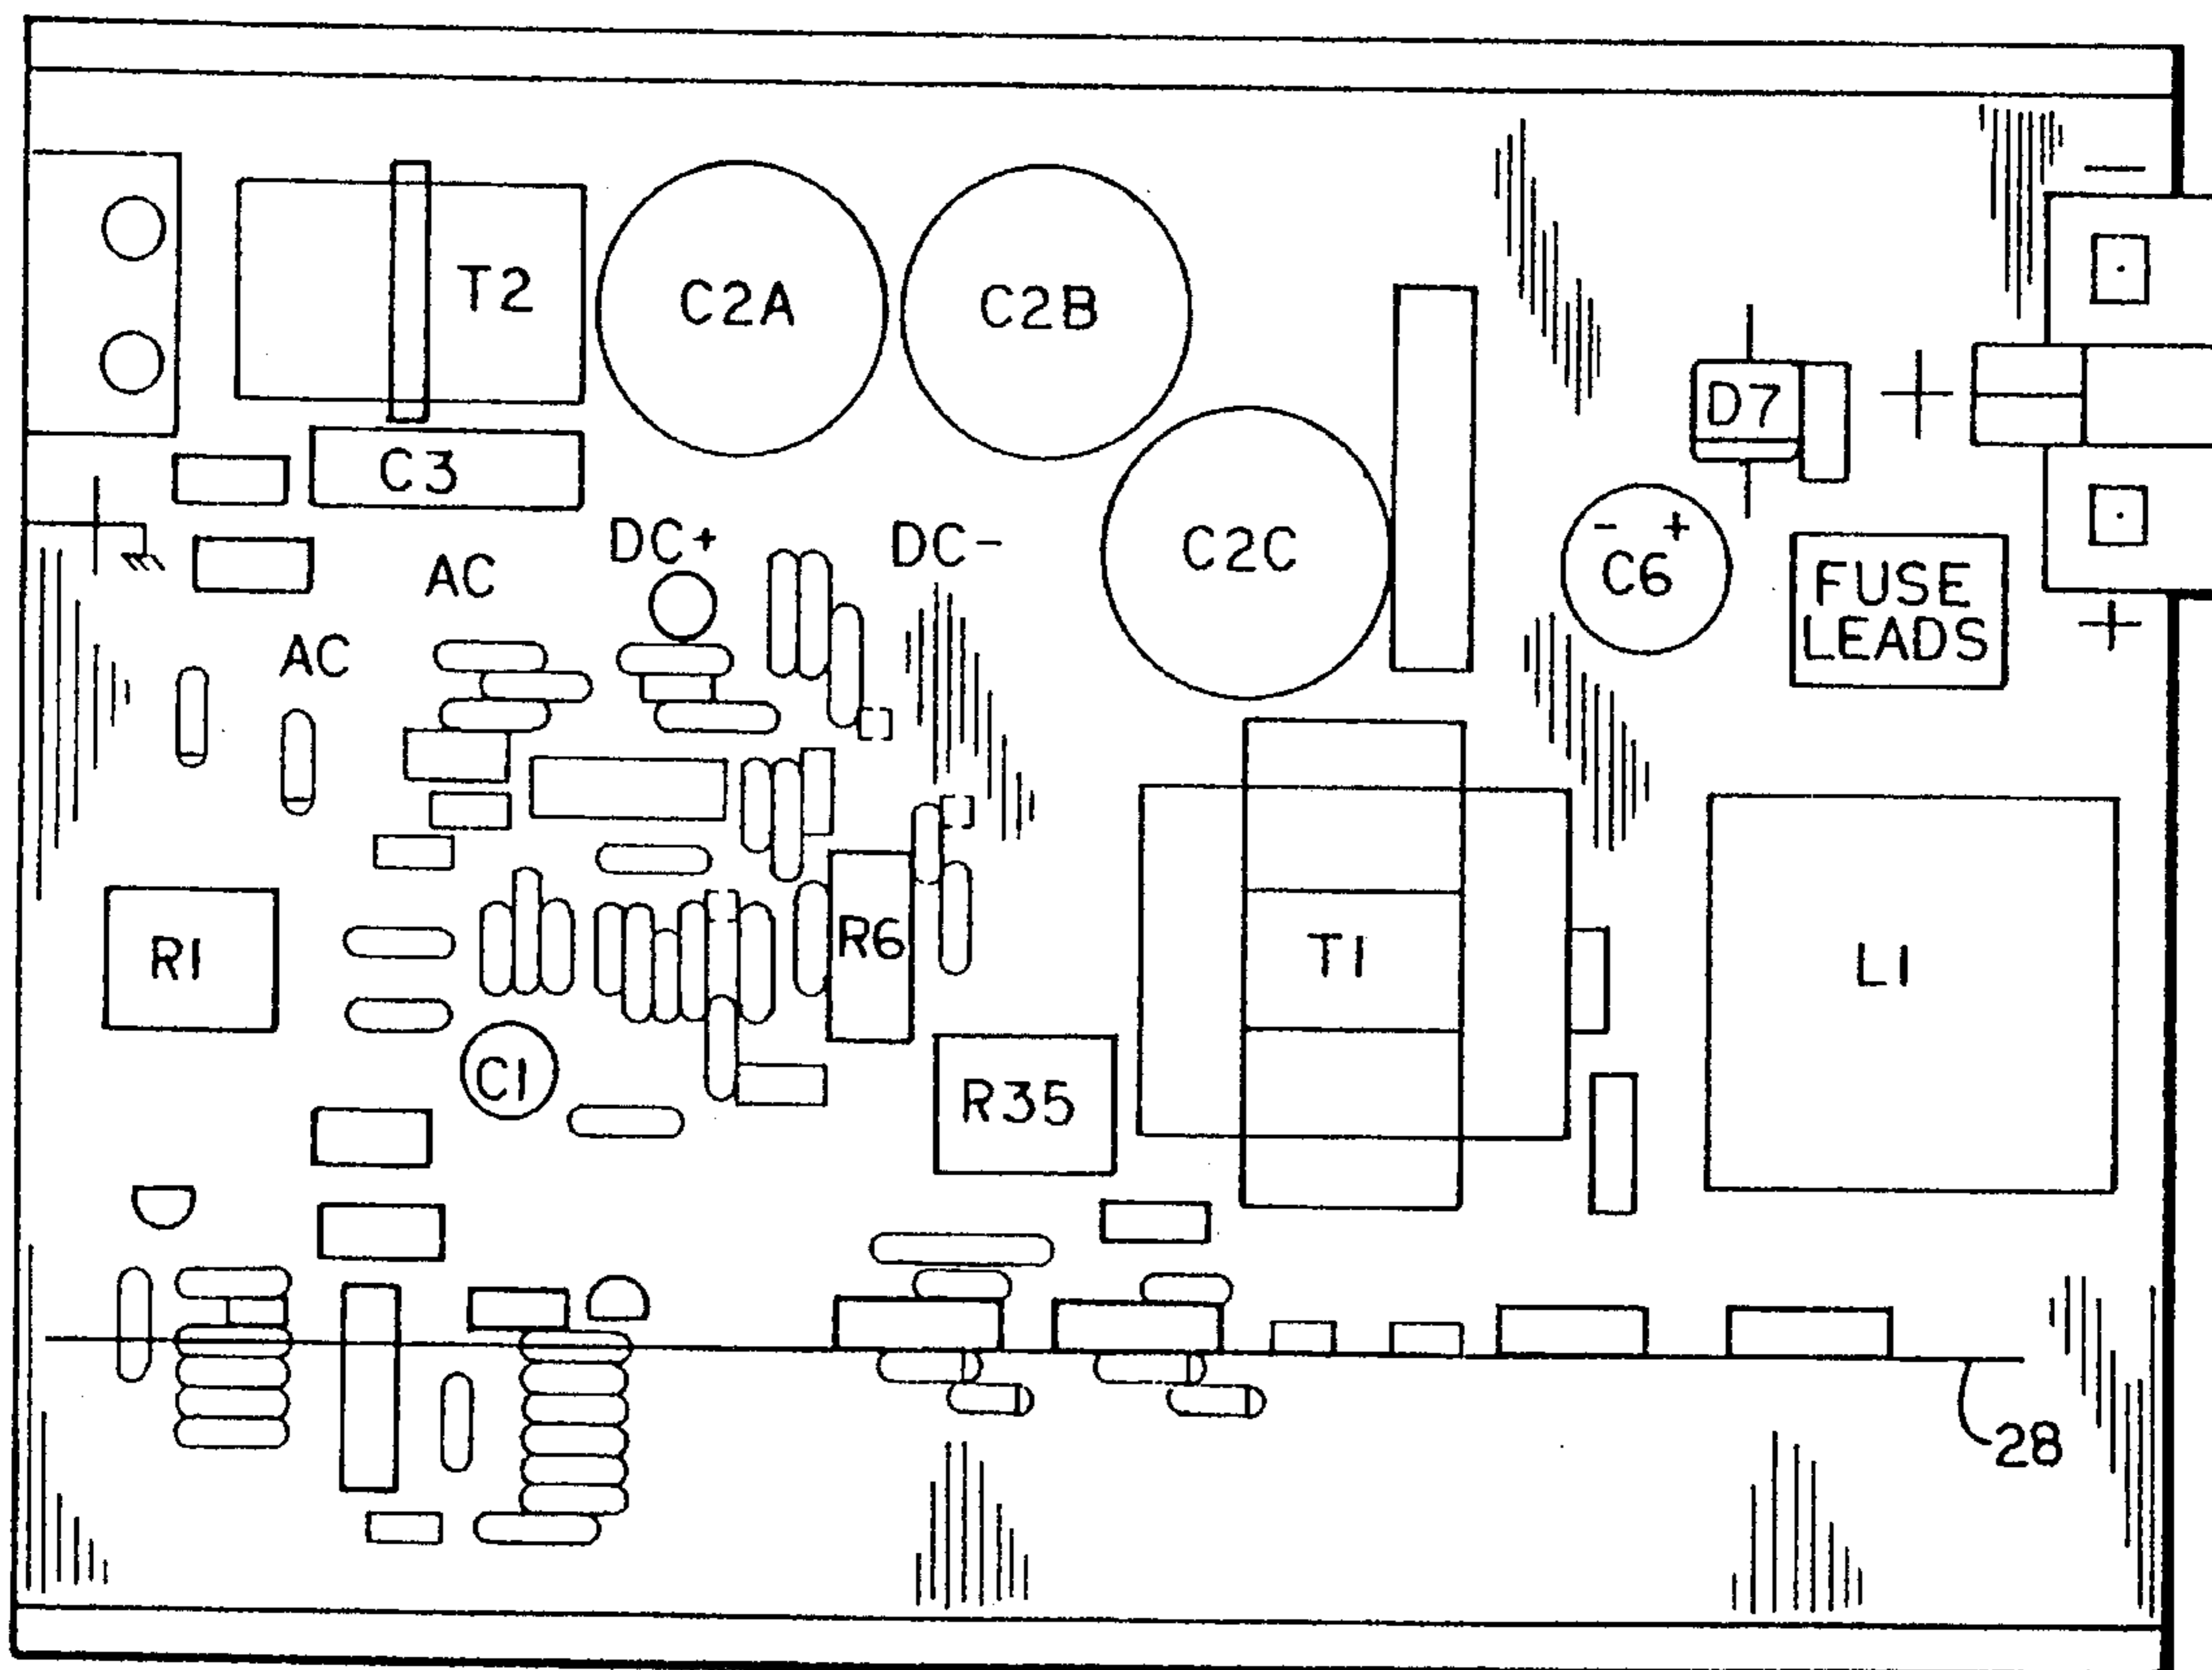 T2
C2A
C2B
D7
C3
DC+
DC-
C2C
- +
C6
AC
FUSE
LEADS
AC
R1
R6
T1
L1
C1
R35
28